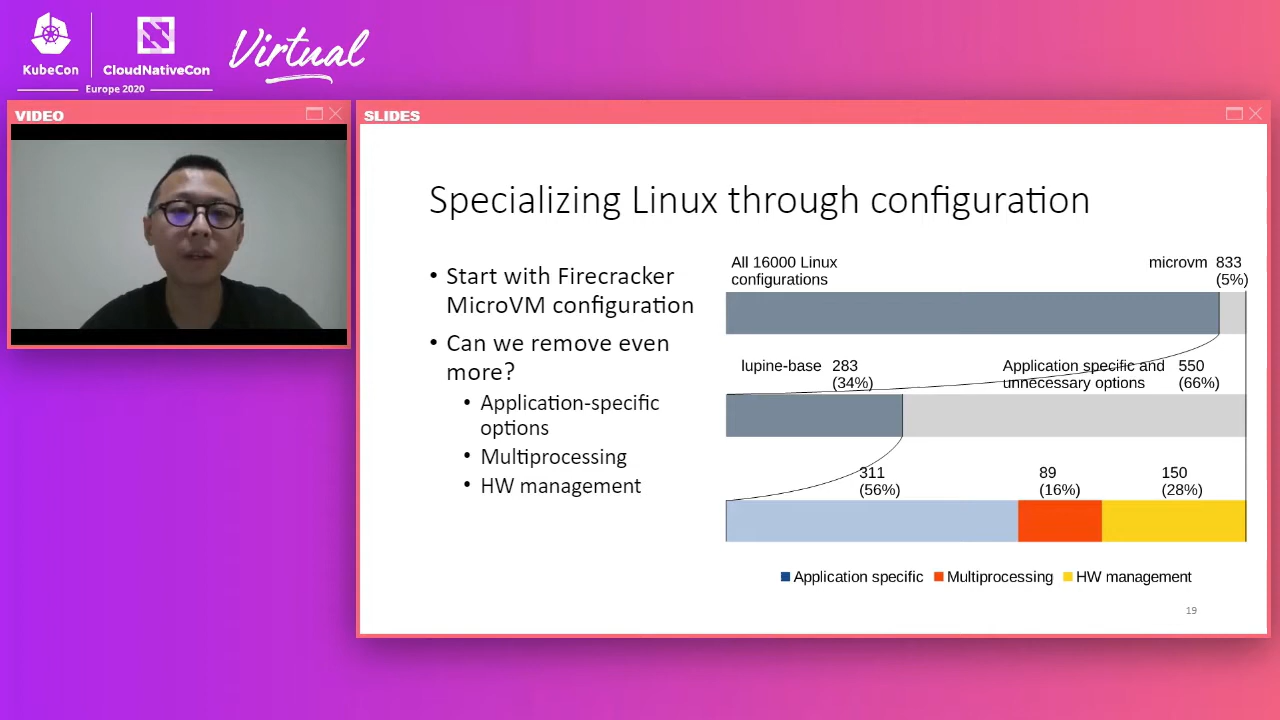 KubeCon
CloudNativeCon
Europe 2020
Virtual
VIDEO
SLIDES
Specializing Linux through configuration
• Start with Firecracker
MicroVM configuration
• Can we remove even
more?
• Application-specific
options
• Multiprocessing
• HW management
All 16000 Linux
configurations
microvm 833
(5%)
lupine-base 283
(34%)
Application specific and 550
unnecessary options (66%)
311
(56%)
89
(16%)
150
(28%)
Application specific Multiprocessing HW management
19